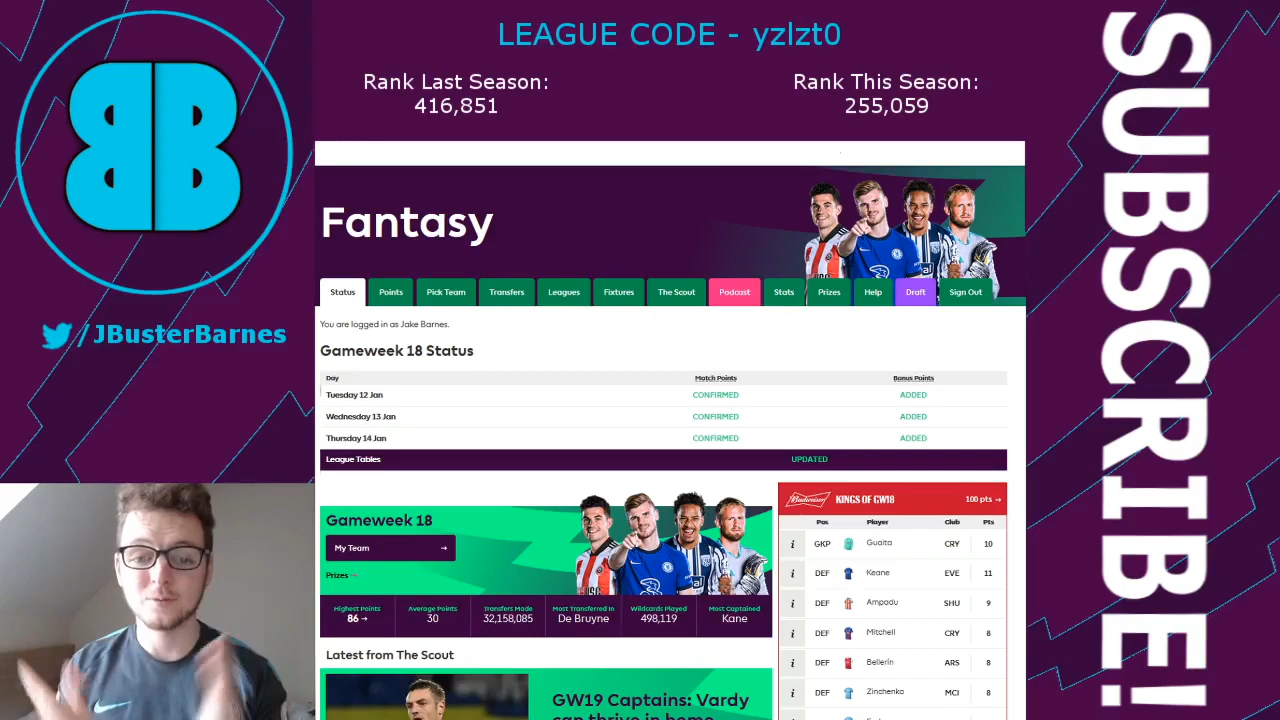 LEAGUE CODE - yzlzt0
Rank Last Season:
416,851
Rank This Season:
255,059
BB
/JBusterBarnes
SUBSCRIBE!
Fantasy
Status Points Pick Team Transfers Leagues Fixtures The Scout Podcast Stats Prizes Help Draft Sign Out
You are logged in as Jake Barnes.
Gameweek 18 Status
Day Match Points Bonus Points
Tuesday 12 Jan CONFIRMED ADDED
Wednesday 13 Jan CONFIRMED ADDED
Thursday 14 Jan CONFIRMED ADDED
League Tables UPDATED
Gameweek 18
My Team →
Prizes →
Highest Points Average Points Transfers Made Most Transferred In Wildcards Played Most Captained
86 → 30 32,158,085 De Bruyne 498,119 Kane
Latest from The Scout
GW19 Captains: Vardy
can thrive in home
Budweiser KINGS OF GW18 100 pts →
Pos Player Club Pts
i GKP Guaita CRY 10
i DEF Keane EVE 11
i DEF Ampadu SHU 9
i DEF Mitchell CRY 8
i DEF Bellerín ARS 8
i DEF Zinchenko MCI 8